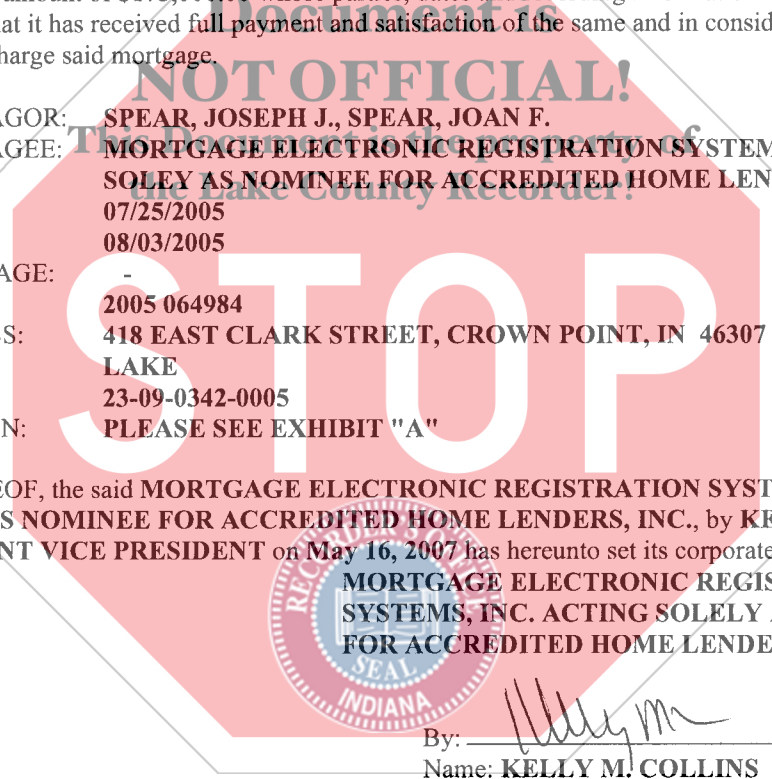 Document is
at it has received full payment and satisfaction of the same and in consid
harge said mortgage.
NOT OFFICIAL!
AGOR: SPEAR, JOSEPH J., SPEAR, JOAN F.
This Document is the property of
AGEE: MORTGAGE ELECTRONIC REGISTRATION SYSTEM
SOLEY AS NOMINEE FOR ACCREDITED HOME LEN
the Lake County Recorder!
07/25/2005
08/03/2005
AGE: -
2005 064984
S: 418 EAST CLARK STREET, CROWN POINT, IN 46307
LAKE
23-09-0342-0005
N: PLEASE SEE EXHIBIT "A"
STOP
EOF, the said MORTGAGE ELECTRONIC REGISTRATION SYST
S NOMINEE FOR ACCREDITED HOME LENDERS, INC., by KE
NT VICE PRESIDENT on May 16, 2007 has hereunto set its corporate
MORTGAGE ELECTRONIC REGIS
SYSTEMS, INC. ACTING SOLELY
FOR ACCREDITED HOME LENDE
RECORDER OFFICE
SEAL
INDIANA
By: Kelly M
Name: KELLY M. COLLINS